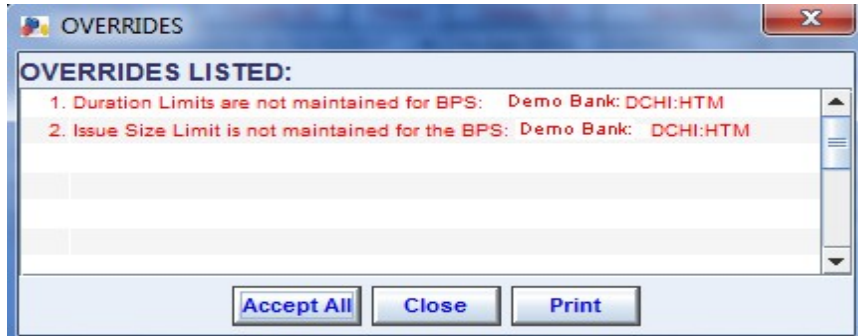 OVERRIDES
OVERRIDES LISTED:
1. Duration Limits are not maintained for BPS: Demo Bank: DCHI:HTM
2. Issue Size Limit is not maintained for the BPS: Demo Bank: DCHI:HTM
Accept All Close Print